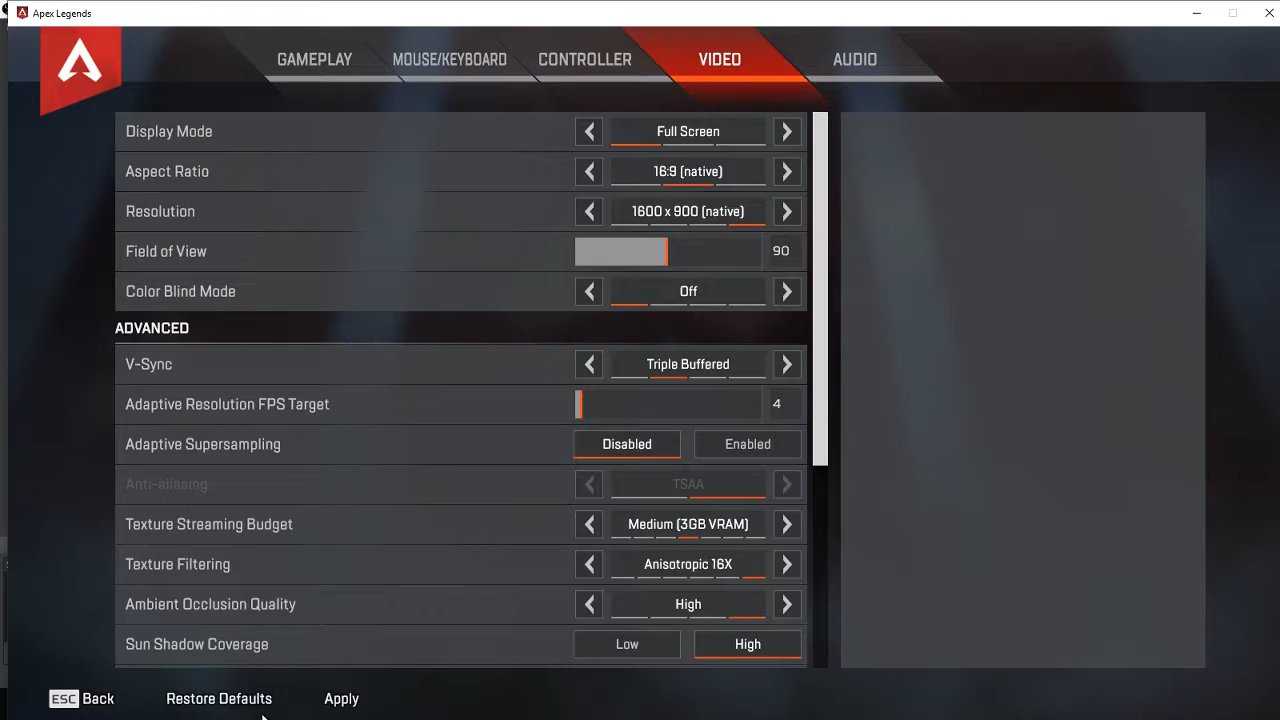 Apex Legends
GAMEPLAY MOUSE/KEYBOARD CONTROLLER VIDEO AUDIO
Display Mode Full Screen
Aspect Ratio 16:9 (native)
Resolution 1600 x 900 (native)
Field of View 90
Color Blind Mode Off
ADVANCED
V-Sync Triple Buffered
Adaptive Resolution FPS Target 4
Adaptive Supersampling Disabled Enabled
Anti-aliasing TSAA
Texture Streaming Budget Medium (3GB VRAM)
Texture Filtering Anisotropic 16X
Ambient Occlusion Quality High
Sun Shadow Coverage Low High
ESC Back Restore Defaults Apply